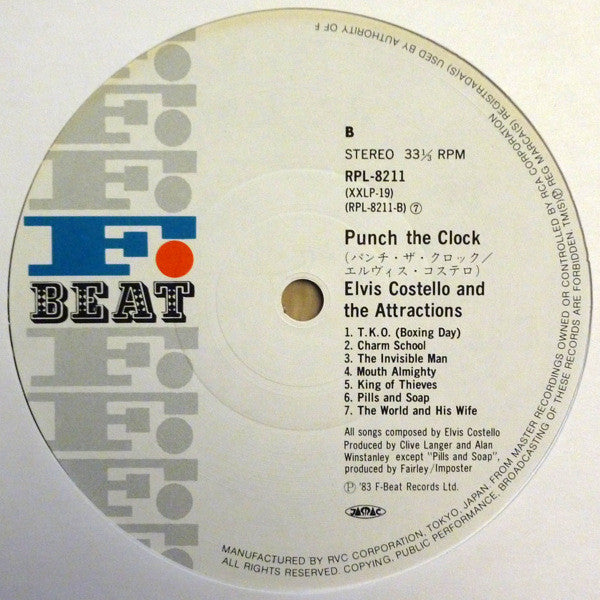 F.
BEAT
B
STEREO 33⅓ RPM
RPL-8211
(XXLP-19)
(RPL-8211-B) ⑦
Punch the Clock
(パンチ・ザ・クロック/
エルヴィス・コステロ)
Elvis Costello and
the Attractions
1. T.K.O. (Boxing Day)
2. Charm School
3. The Invisible Man
4. Mouth Almighty
5. King of Thieves
6. Pills and Soap
7. The World and His Wife
All songs composed by Elvis Costello
Produced by Clive Langer and Alan
Winstanley except "Pills and Soap",
produced by Fairley/Imposter
Ⓟ '83 F-Beat Records Ltd.
JASRAC
MANUFACTURED BY RVC CORPORATION, TOKYO, JAPAN, FROM MASTER RECORDINGS OWNED OR CONTROLLED BY RCA CORPORATION
ALL RIGHTS RESERVED. COPYING, PUBLIC PERFORMANCE, BROADCASTING OF THESE RECORDS ARE FORBIDDEN. TM(S)Ⓡ REG MARCA(S) REGISTRADA(S) USED BY AUTHORITY OF